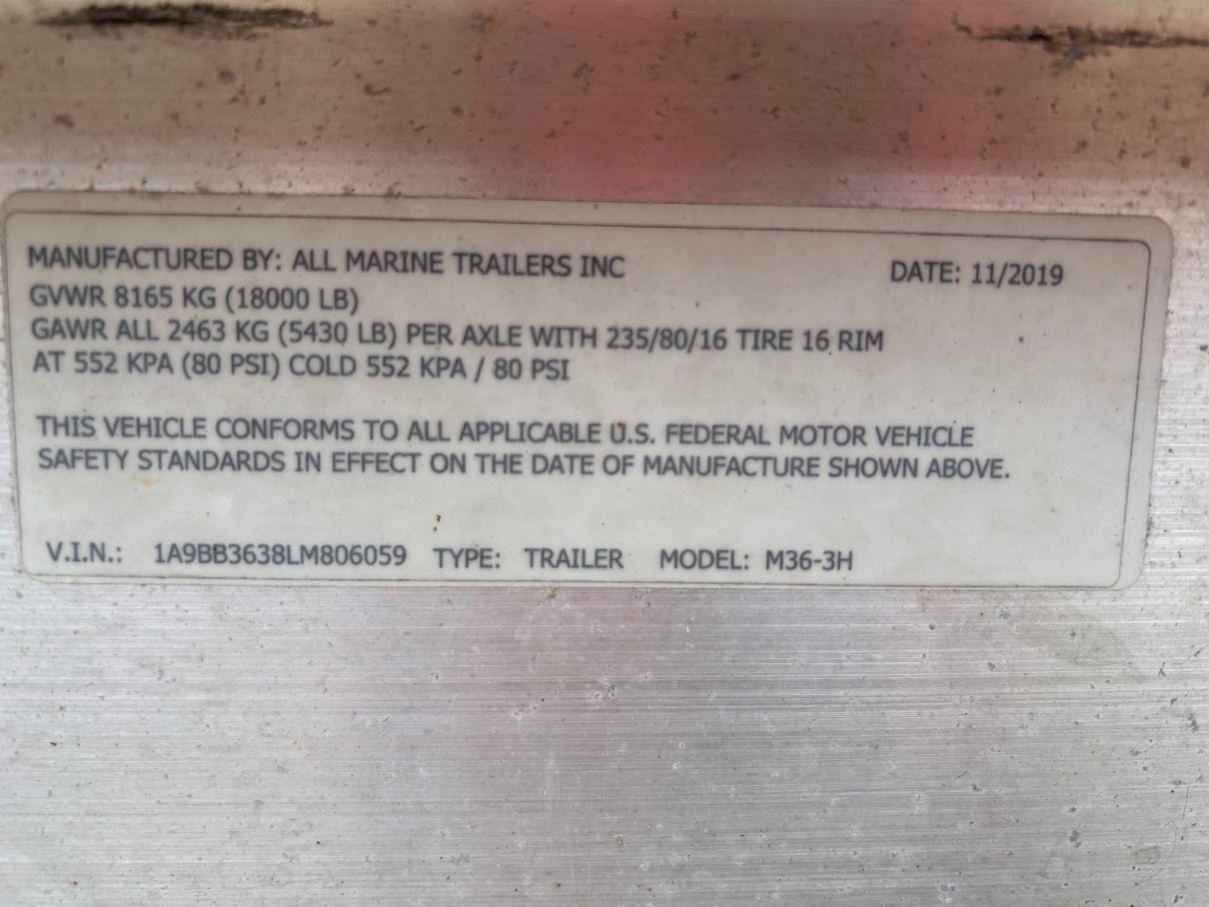 MANUFACTURED BY: ALL MARINE TRAILERS INC DATE: 11/2019
GVWR 8165 KG (18000 LB)
GAWR ALL 2463 KG (5430 LB) PER AXLE WITH 235/80/16 TIRE 16 RIM
AT 552 KPA (80 PSI) COLD 552 KPA / 80 PSI
THIS VEHICLE CONFORMS TO ALL APPLICABLE U.S. FEDERAL MOTOR VEHICLE
SAFETY STANDARDS IN EFFECT ON THE DATE OF MANUFACTURE SHOWN ABOVE.
V.I.N.: 1A9BB3638LM806059 TYPE: TRAILER MODEL: M36-3H